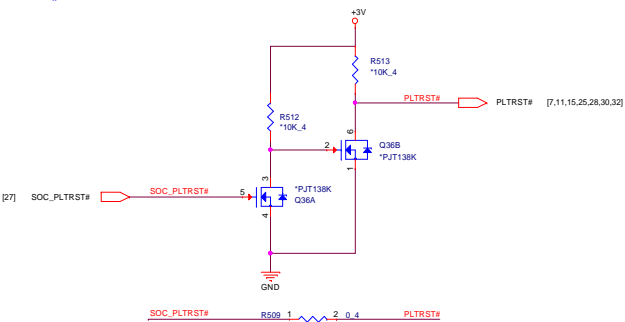 +3V
R513
*10K_4
PLTRST#
PLTRST#
[7,11,15,25,28,30,32]
R512
*10K_4
6
2
Q36B
*PJT138K
1
3
[27]
SOC_PLTRST#
SOC_PLTRST#
5
*PJT138K
Q36A
4
GND
SOC_PLTRST#
R509
1
2
0_4
PLTRST#